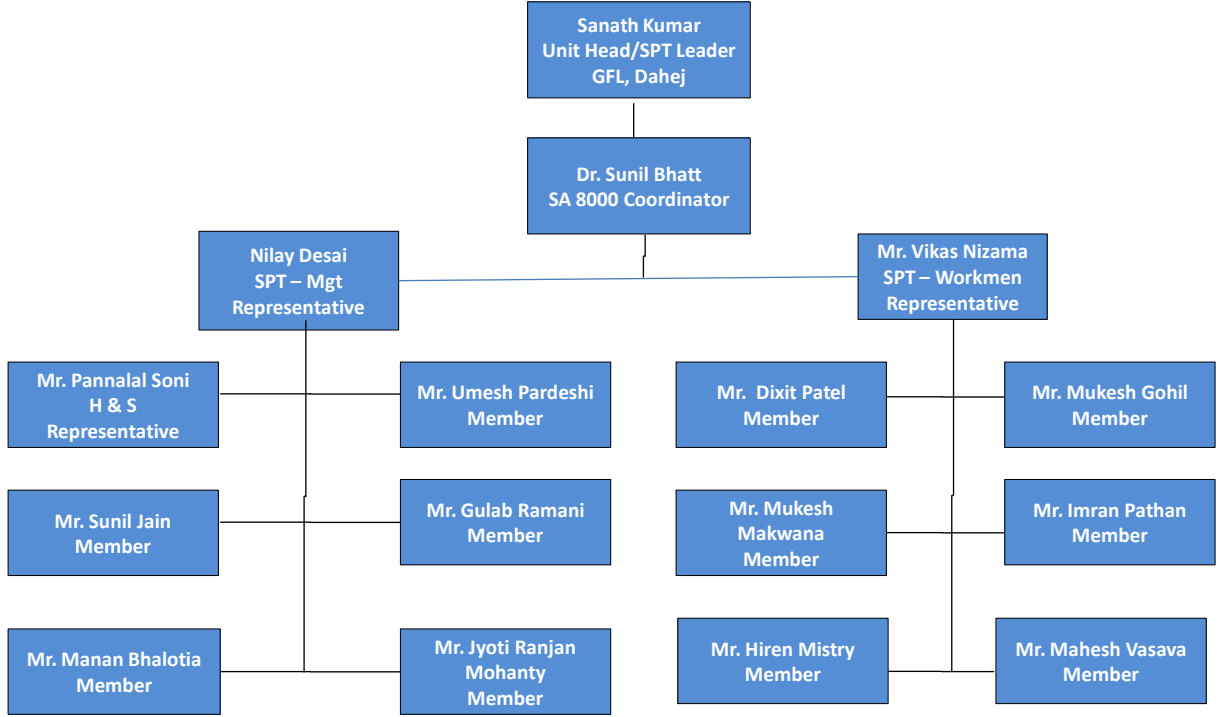 Sanath Kumar
Unit Head/SPT Leader
GFL, Dahej
Dr. Sunil Bhatt
SA 8000 Coordinator
Nilay Desai
SPT – Mgt
Representative
Mr. Vikas Nizama
SPT – Workmen
Representative
Mr. Pannalal Soni
H & S
Representative
Mr. Umesh Pardeshi
Member
Mr.  Dixit Patel
Member
Mr. Mukesh Gohil
Member
Mr. Sunil Jain
Member
Mr. Gulab Ramani
Member
Mr. Mukesh
Makwana
Member
Mr. Imran Pathan
Member
Mr. Manan Bhalotia
Member
Mr. Jyoti Ranjan
Mohanty
Member
Mr. Hiren Mistry
Member
Mr. Mahesh Vasava
Member